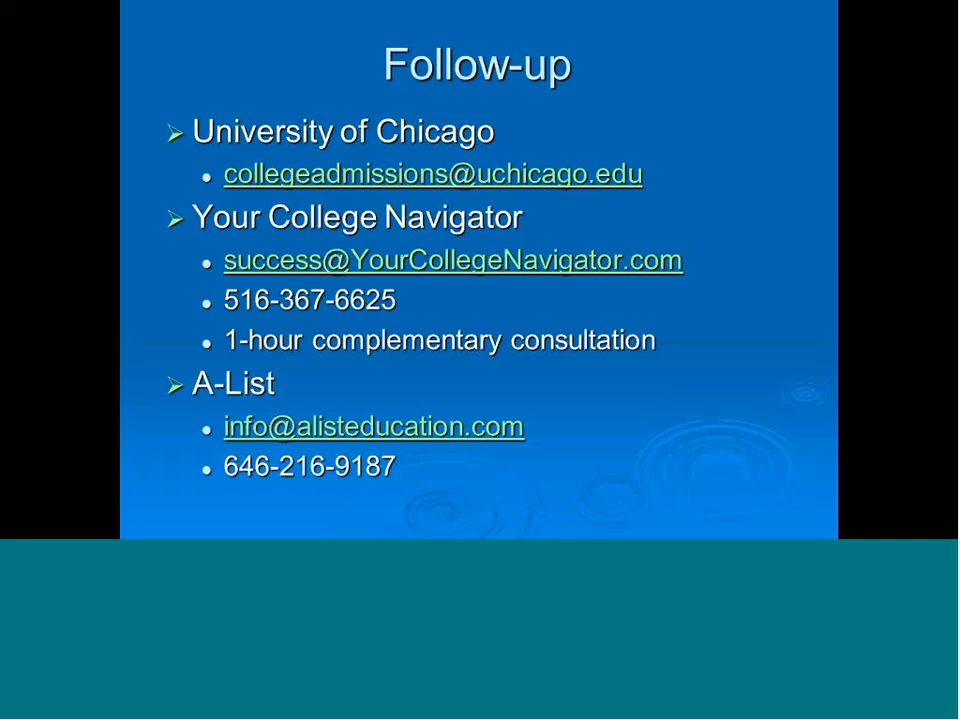 Follow-up
University of Chicago
collegeadmissions@uchicago.edu
Your College Navigator
success@YourCollegeNavigator.com
516-367-6625
1-hour complementary consultation
A-List
info@alisteducation.com
646-216-9187